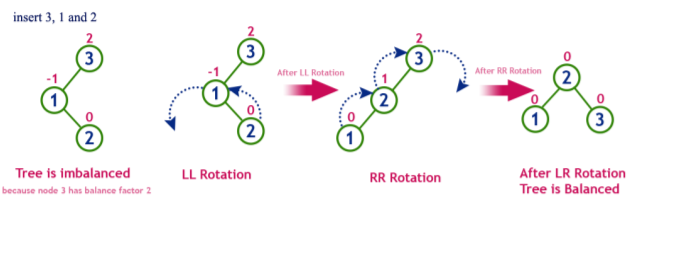 insert 3, 1 and 2
2
3
-1
1
0
2
Tree is imbalanced
because node 3 has balance factor 2
2
3
-1
1
0
2
LL Rotation
After LL Rotation
2
3
1
2
0
1
RR Rotation
After RR Rotation
0
2
0
1
0
3
After LR Rotation
Tree is Balanced